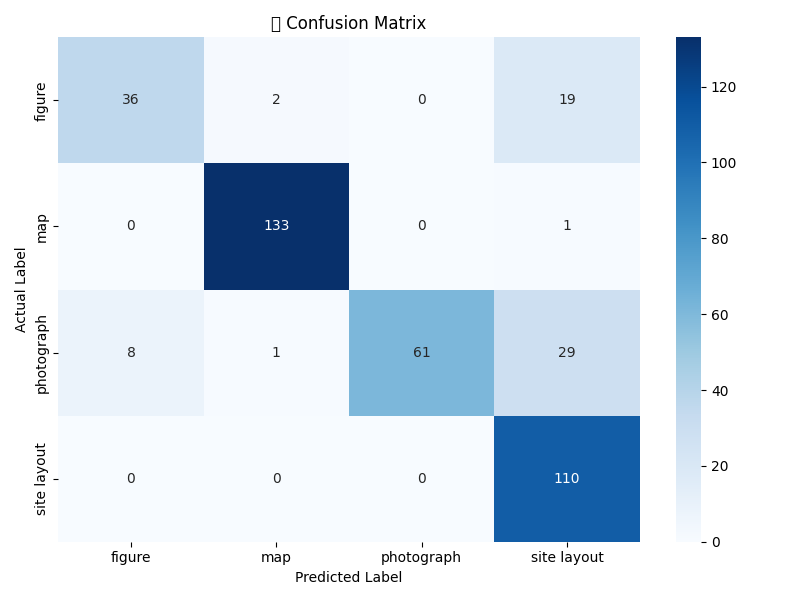 Confusion Matrix
figure 36 2 0 19
map 0 133 0 1
photograph 8 1 61 29
site layout 0 0 0 110
figure map photograph site layout
Predicted Label
Actual Label
120
100
80
60
40
20
0